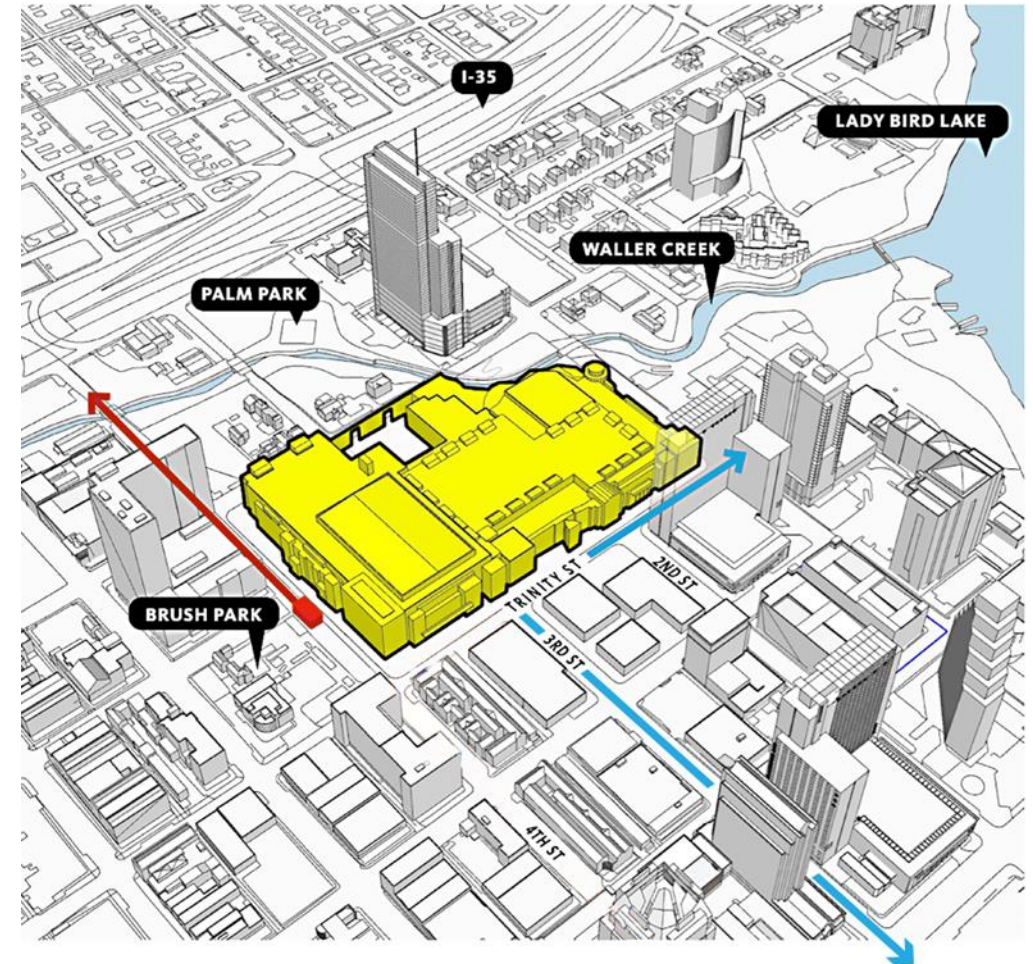 I-35
LADY BIRD LAKE
WALLER CREEK
PALM PARK
BRUSH PARK
TRINITY ST
2ND ST
3RD ST
4TH ST